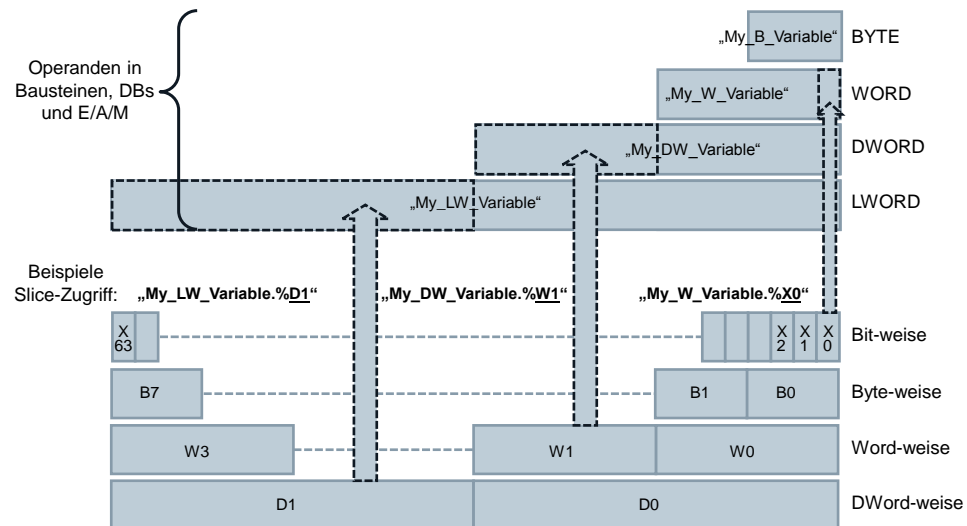 „My_B_Variable“ BYTE
Operanden in
Bausteinen, DBs
und E/A/M
„My_W_Variable“ WORD
„My_DW_Variable“ DWORD
„My_LW_Variable“ LWORD
Beispiele
Slice-Zugriff: „My_LW_Variable.%D1“ „My_DW_Variable.%W1“ „My_W_Variable.%X0“
X 63 X 2 X 1 X 0 Bit-weise
B7 B1 B0 Byte-weise
W3 W1 W0 Word-weise
D1 D0 DWord-weise